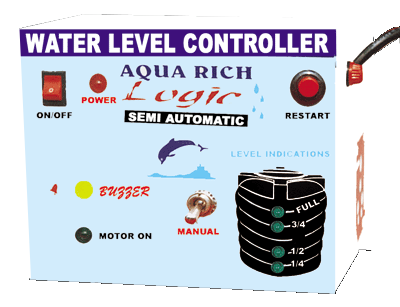 WATER LEVEL CONTROLLER
AQUA RICH
Logic
SEMI AUTOMATIC
ON/OFF
POWER
RESTART
LEVEL INDICATIONS
BUZZER
MANUAL
MOTOR ON
FULL
3/4
1/2
1/4